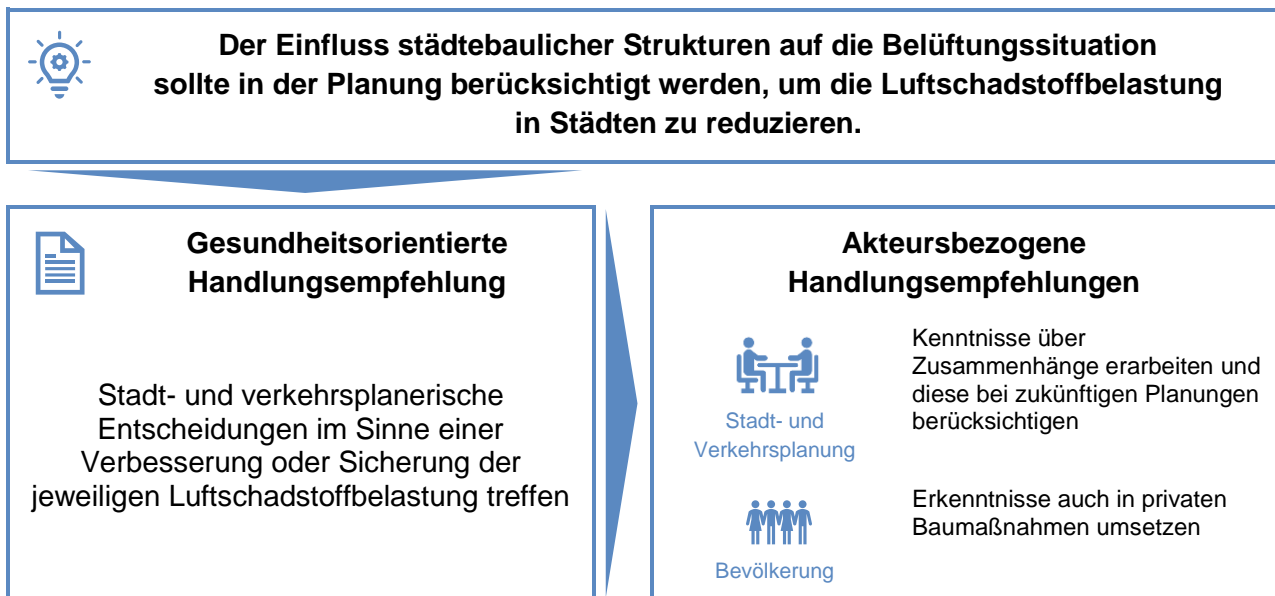 Der Einfluss städtebaulicher Strukturen auf die Belüftungssituation
sollte in der Planung berücksichtigt werden, um die Luftschadstoffbelastung
in Städten zu reduzieren.
Gesundheitsorientierte
Handlungsempfehlung
Stadt- und verkehrsplanerische
Entscheidungen im Sinne einer
Verbesserung oder Sicherung der
jeweiligen Luftschadstoffbelastung treffen
Akteursbezogene
Handlungsempfehlungen
Stadt- und
Verkehrsplanung
Kenntnisse über
Zusammenhänge erarbeiten und
diese bei zukünftigen Planungen
berücksichtigen
Bevölkerung
Erkenntnisse auch in privaten
Baumaßnahmen umsetzen